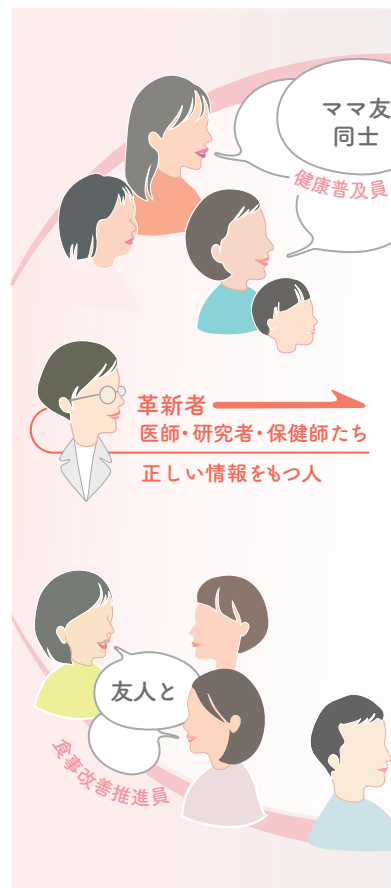 ママ友
同士
健康普及員
革新者
医師・研究者・保健師たち
正しい情報をもつ人
友人と
食事改善推進員